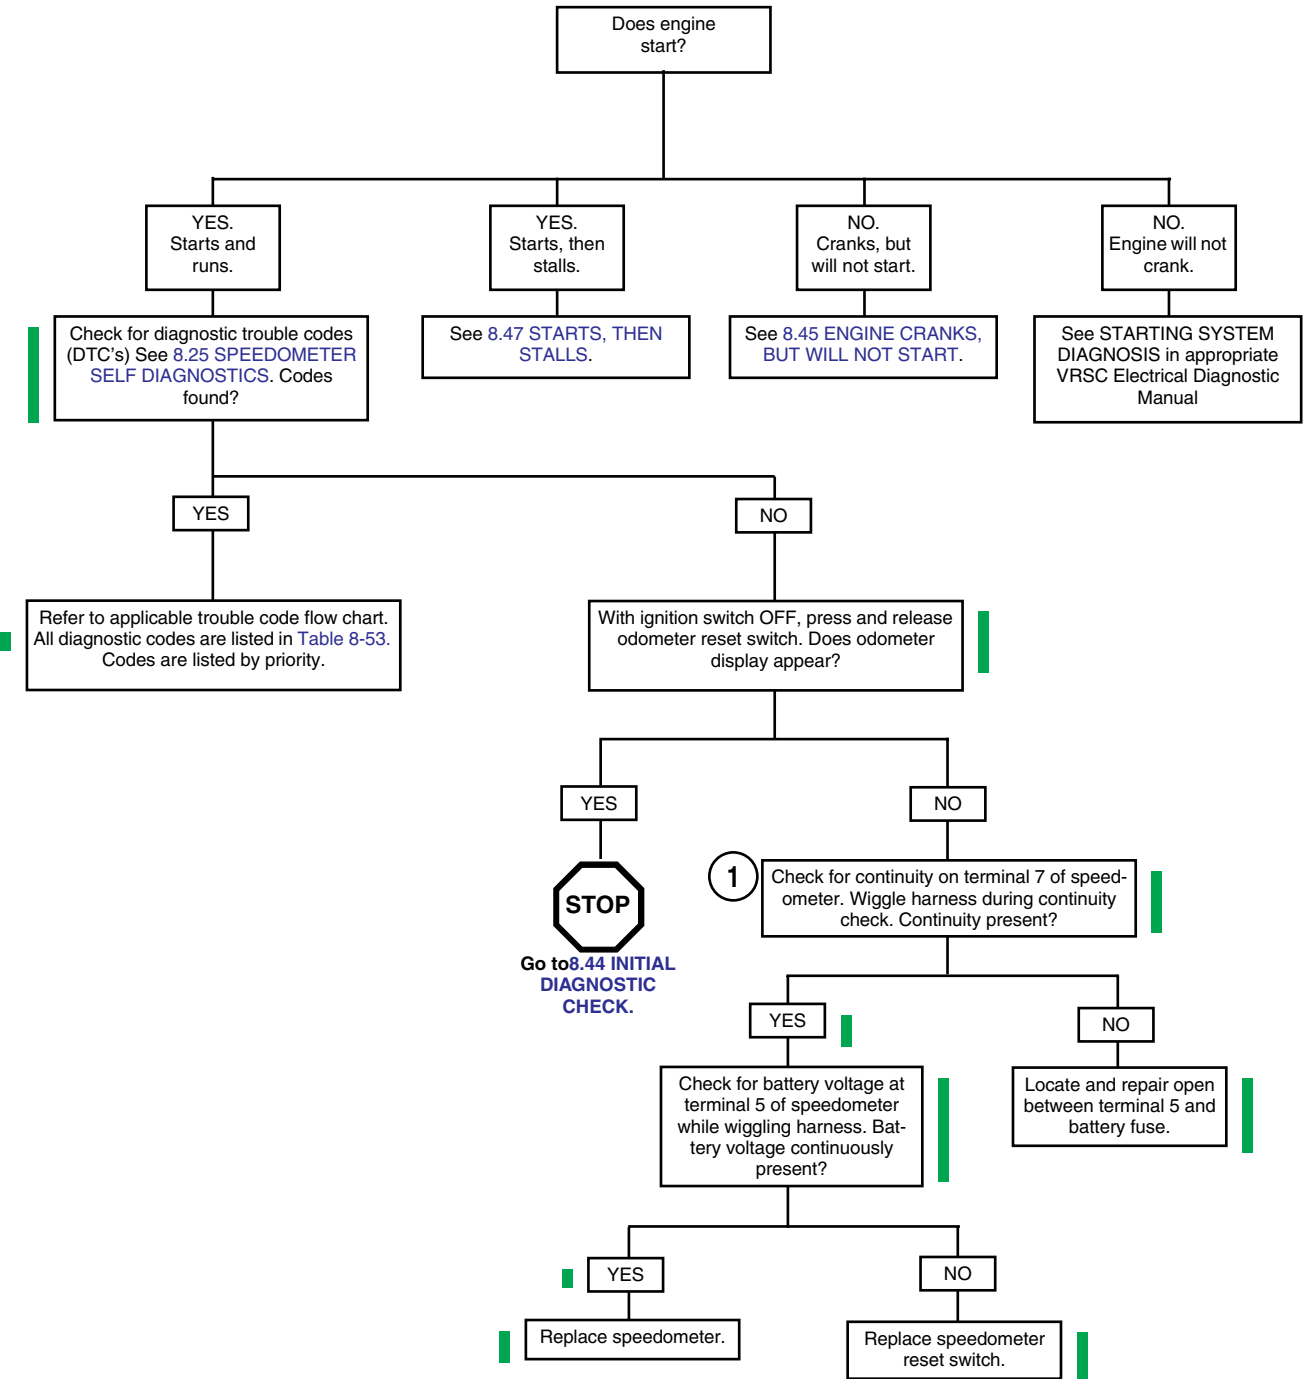 Does engine
start?
YES.
Starts and
runs.
YES.
Starts, then
stalls.
NO.
Cranks, but
will not start.
NO.
Engine will not
crank.
Check for diagnostic trouble codes
(DTC's) See 8.25 SPEEDOMETER
SELF DIAGNOSTICS. Codes
found?
See 8.47 STARTS, THEN
STALLS.
See 8.45 ENGINE CRANKS,
BUT WILL NOT START.
See STARTING SYSTEM
DIAGNOSIS in appropriate
VRSC Electrical Diagnostic
Manual
YES
NO
Refer to applicable trouble code flow chart.
All diagnostic codes are listed in Table 8-53.
Codes are listed by priority.
With ignition switch OFF, press and release
odometer reset switch. Does odometer
display appear?
YES
NO
STOP
Go to8.44 INITIAL
DIAGNOSTIC
CHECK.
1
Check for continuity on terminal 7 of speed-
ometer. Wiggle harness during continuity
check. Continuity present?
YES
NO
Check for battery voltage at
terminal 5 of speedometer
while wiggling harness. Bat-
tery voltage continuously
present?
Locate and repair open
between terminal 5 and
battery fuse.
YES
NO
Replace speedometer.
Replace speedometer
reset switch.